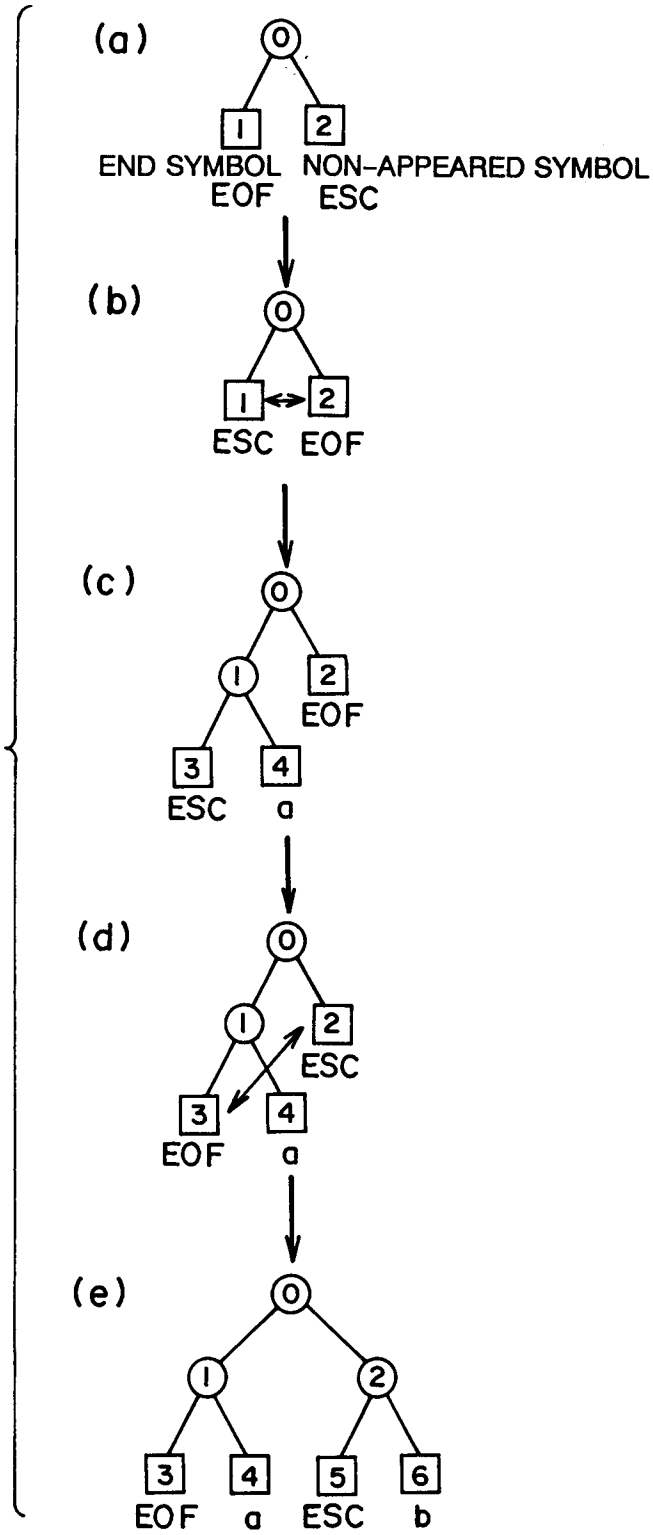 (a)
0
1 2
END SYMBOL NON-APPEARED SYMBOL
EOF ESC
(b)
0
1 2
ESC EOF
(c)
0
1 2
EOF
3 4
ESC a
(d)
0
1 2
ESC
3 4
EOF a
(e)
0
1 2
3 4 5 6
EOF a ESC b